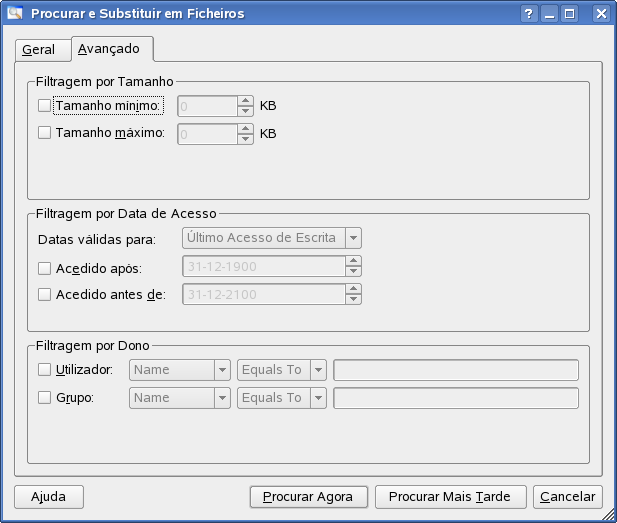 Procurar e Substituir em Ficheiros
Geral Avançado
Filtragem por Tamanho
Tamanho mínimo: 0 KB
Tamanho máximo: 0 KB
Filtragem por Data de Acesso
Datas válidas para: Último Acesso de Escrita
Acedido após: 31-12-1900
Acedido antes de: 31-12-2100
Filtragem por Dono
Utilizador: Name Equals To
Grupo: Name Equals To
Ajuda Procurar Agora Procurar Mais Tarde Cancelar